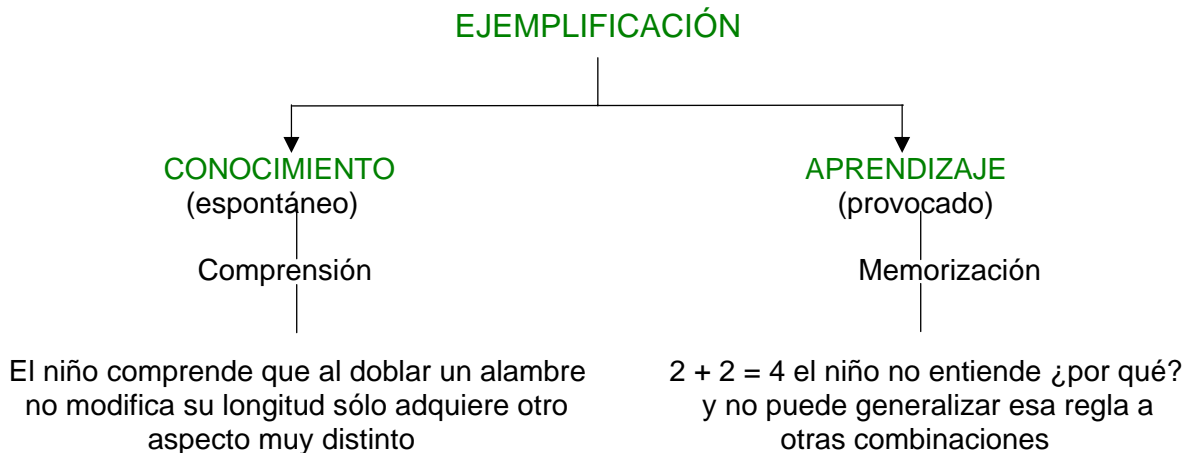 EJEMPLIFICACIÓN
CONOCIMIENTO
(espontáneo)
Comprensión
El niño comprende que al doblar un alambre
no modifica su longitud sólo adquiere otro
aspecto muy distinto
APRENDIZAJE
(provocado)
Memorización
2 + 2 = 4 el niño no entiende ¿por qué?
y no puede generalizar esa regla a
otras combinaciones